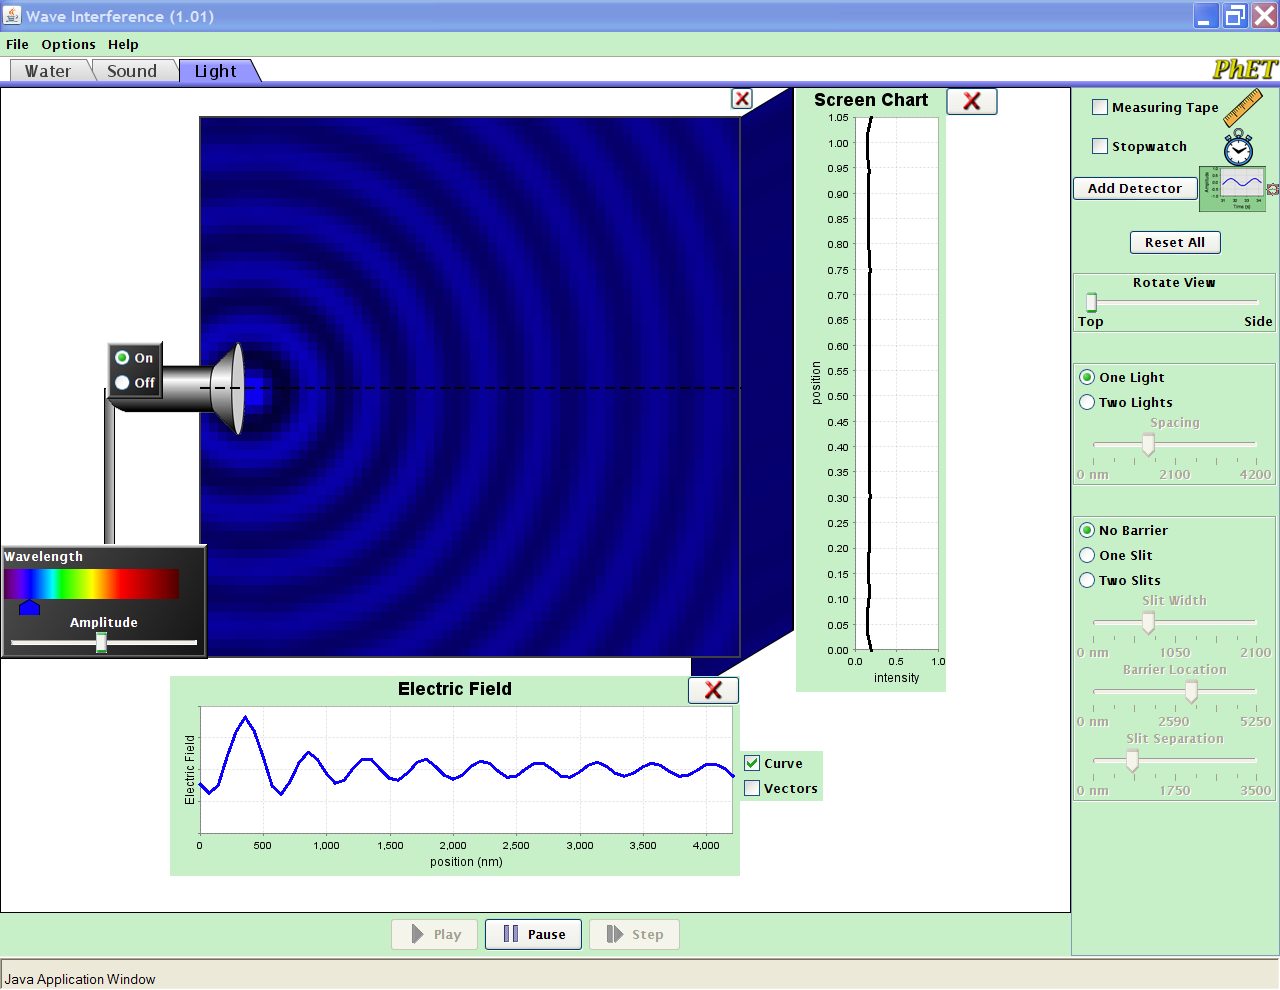 Wave Interference (1.01)
File Options Help
Water Sound Light
PhET
Screen Chart
1.05
1.00
0.95
0.90
0.85
0.80
0.75
0.70
0.65
0.60
0.55
0.50
0.45
0.40
0.35
0.30
0.25
0.20
0.15
0.10
0.05
0.00
position
0.0 0.5 1.0
intensity
On
Off
Wavelength
Amplitude
Electric Field
Electric Field
0 500 1,000 1,500 2,000 2,500 3,000 3,500 4,000
position (nm)
Curve
Vectors
Measuring Tape
Stopwatch
Add Detector
Amplitude
Time (s)
Reset All
Rotate View
Top Side
One Light
Two Lights
Spacing
0 nm 2100 4200
No Barrier
One Slit
Two Slits
Slit Width
0 nm 1050 2100
Barrier Location
0 nm 2590 5250
Slit Separation
0 nm 1750 3500
Play Pause Step
Java Application Window